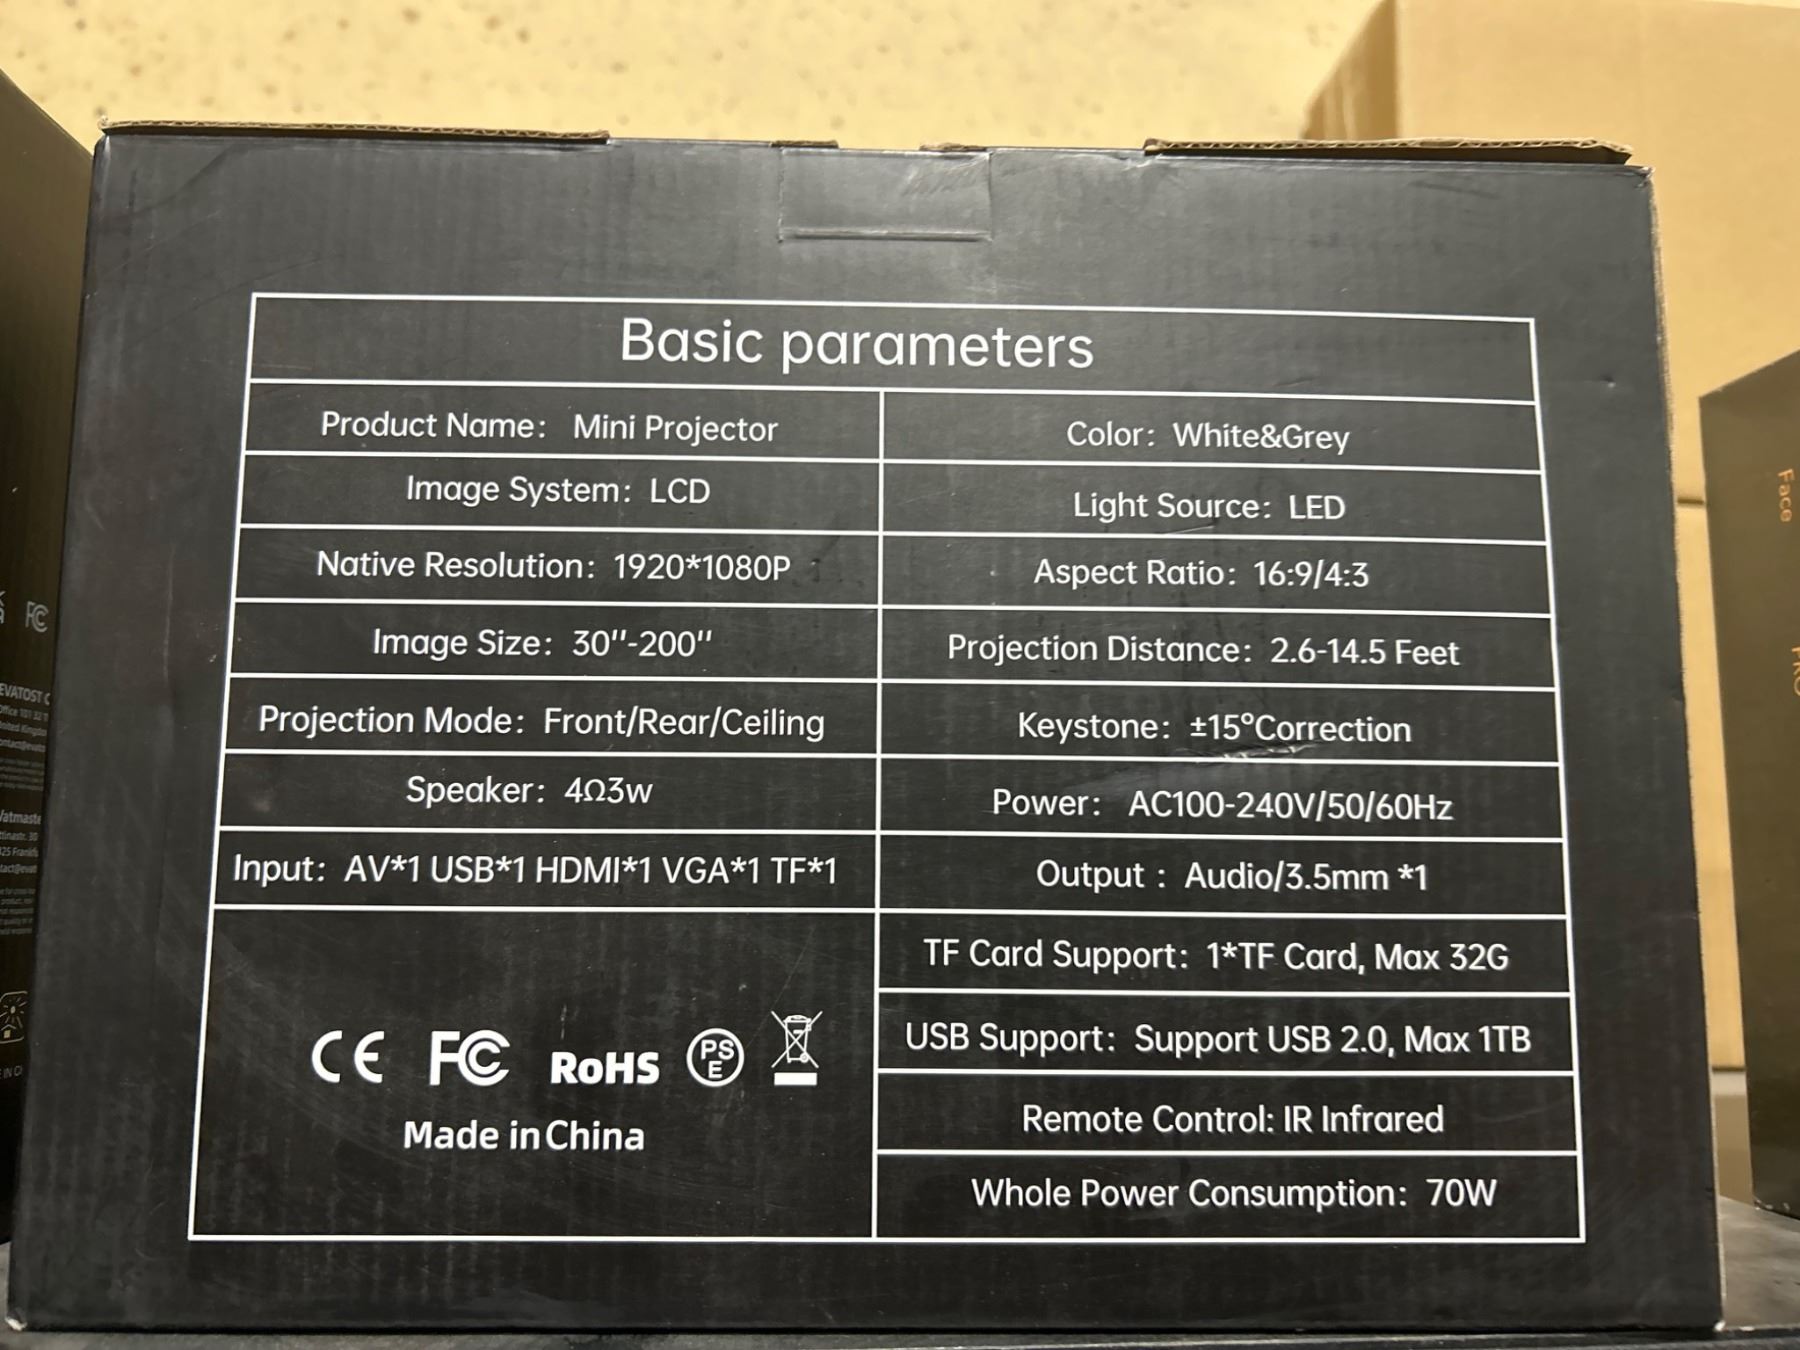 Basic parameters
Product Name: Mini Projector
Color: White&Grey
Image System: LCD
Light Source: LED
Native Resolution: 1920*1080P
Aspect Ratio: 16:9/4:3
Image Size: 30''-200''
Projection Distance: 2.6-14.5 Feet
Projection Mode: Front/Rear/Ceiling
Keystone: ±15°Correction
Speaker: 4Ω3w
Power: AC100-240V/50/60Hz
Input: AV*1 USB*1 HDMI*1 VGA*1 TF*1
Output : Audio/3.5mm *1
TF Card Support: 1*TF Card, Max 32G
USB Support: Support USB 2.0, Max 1TB
Remote Control: IR Infrared
Whole Power Consumption: 70W
CE FC RoHS PSE
Made in China
FC
EVATOST
Face